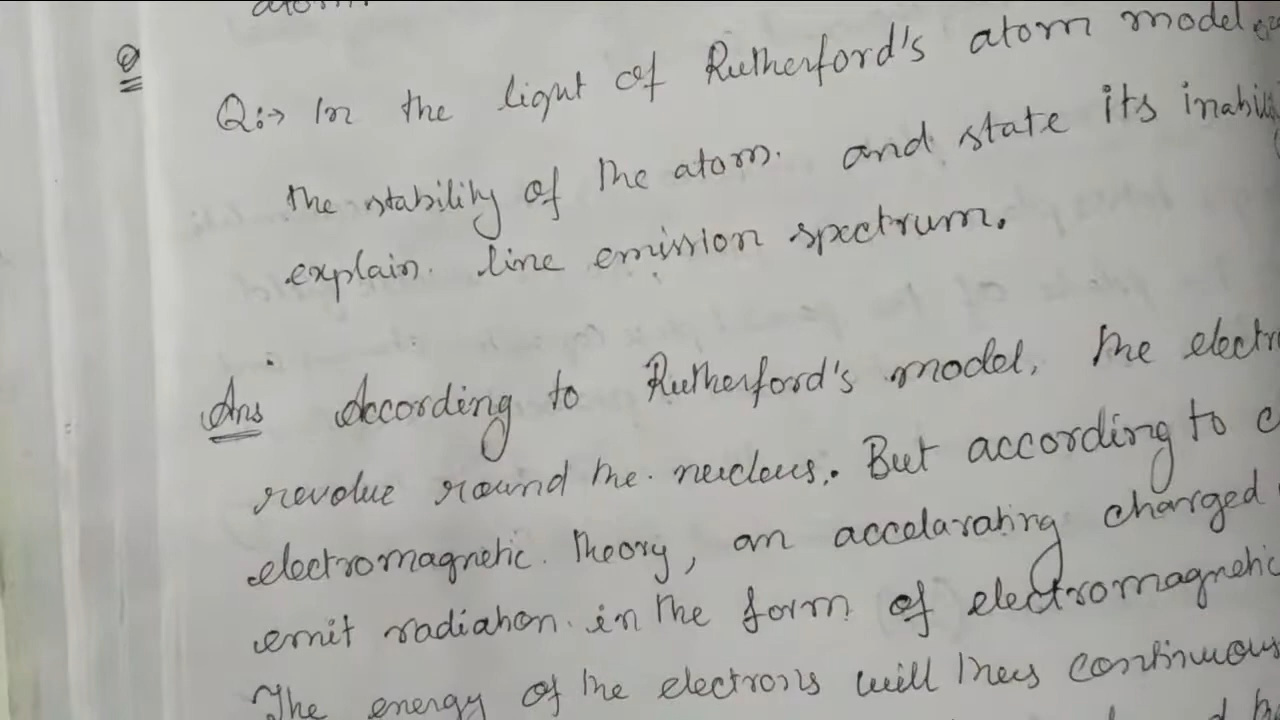 Q
Q:→ In the light of Rutherford's atom model
the stability of the atom. and state its
explain. line emission spectrum.
Ans According to Rutherford's model, the
revolve round the nucleus. But according to
electromagnetic. theory, an accelarating charged
emit radiation in the form of electromagnetic
The energy of the electrons will thus